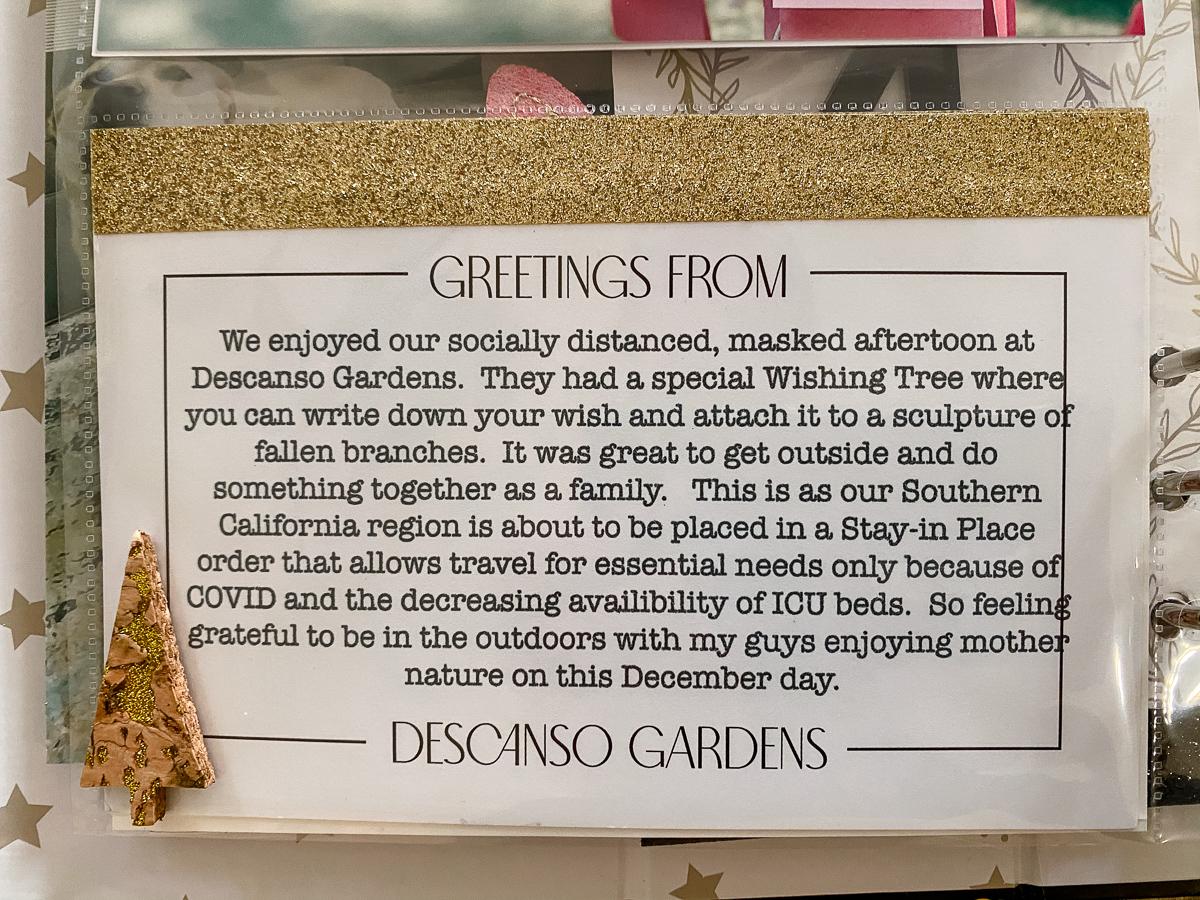 GREETINGS FROM
We enjoyed our socially distanced, masked aftertoon at
Descanso Gardens. They had a special Wishing Tree where
you can write down your wish and attach it to a sculpture of
fallen branches. It was great to get outside and do
something together as a family. This is as our Southern
California region is about to be placed in a Stay-in Place
order that allows travel for essential needs only because of
COVID and the decreasing availibility of ICU beds. So feeling
grateful to be in the outdoors with my guys enjoying mother
nature on this December day.
DESCANSO GARDENS